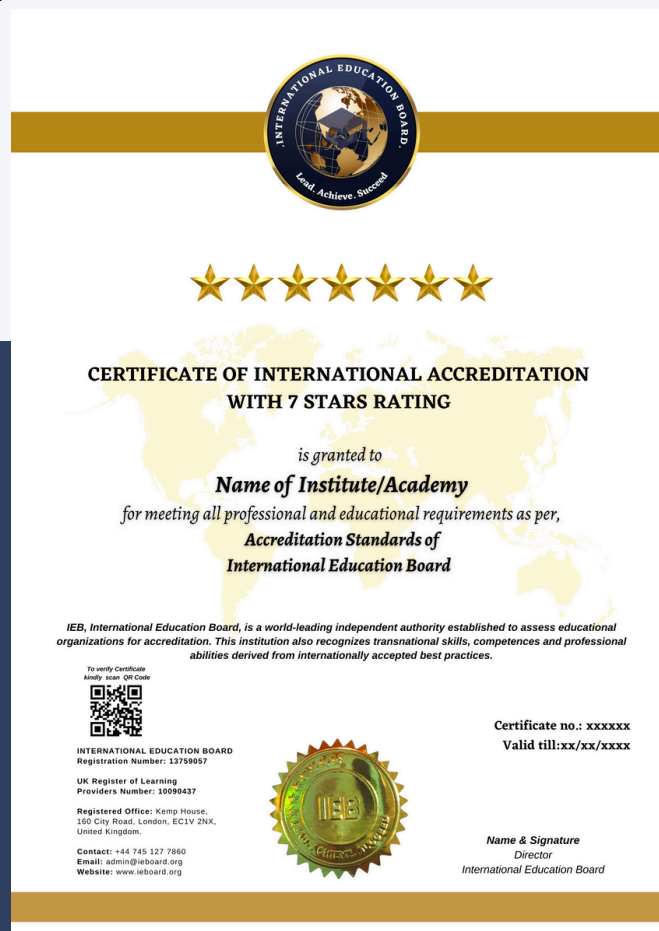 .INTERNATIONAL EDUCATION BOARD.
Lead. Achieve. Succeed
CERTIFICATE OF INTERNATIONAL ACCREDITATION
WITH 7 STARS RATING
is granted to
Name of Institute/Academy
for meeting all professional and educational requirements as per,
Accreditation Standards of
International Education Board
IEB, International Education Board, is a world-leading independent authority established to assess educational
organizations for accreditation. This institution also recognizes transnational skills, competences and professional
abilities derived from internationally accepted best practices.
To verify Certificate
kindly scan QR Code
INTERNATIONAL EDUCATION BOARD
Registration Number: 13759057
UK Register of Learning
Providers Number: 10090437
Registered Office: Kemp House,
160 City Road, London, EC1V 2NX,
United Kingdom.
Contact: +44 745 127 7860
Email: admin@ieboard.org
Website: www.ieboard.org
IEB
Certificate no.: xxxxxx
Valid till:xx/xx/xxxx
Name & Signature
Director
International Education Board